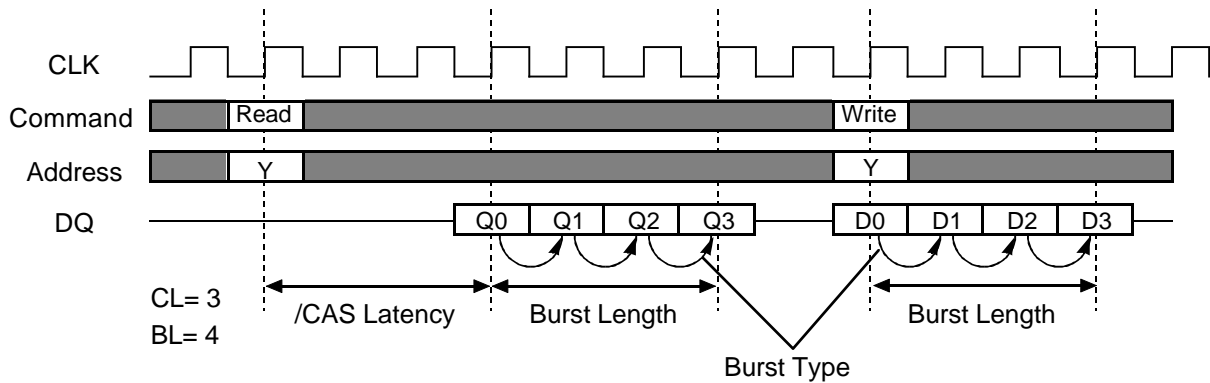 CLK
Command Read Write
Address Y Y
DQ Q0 Q1 Q2 Q3 D0 D1 D2 D3
CL= 3 /CAS Latency Burst Length Burst Length
BL= 4
Burst Type